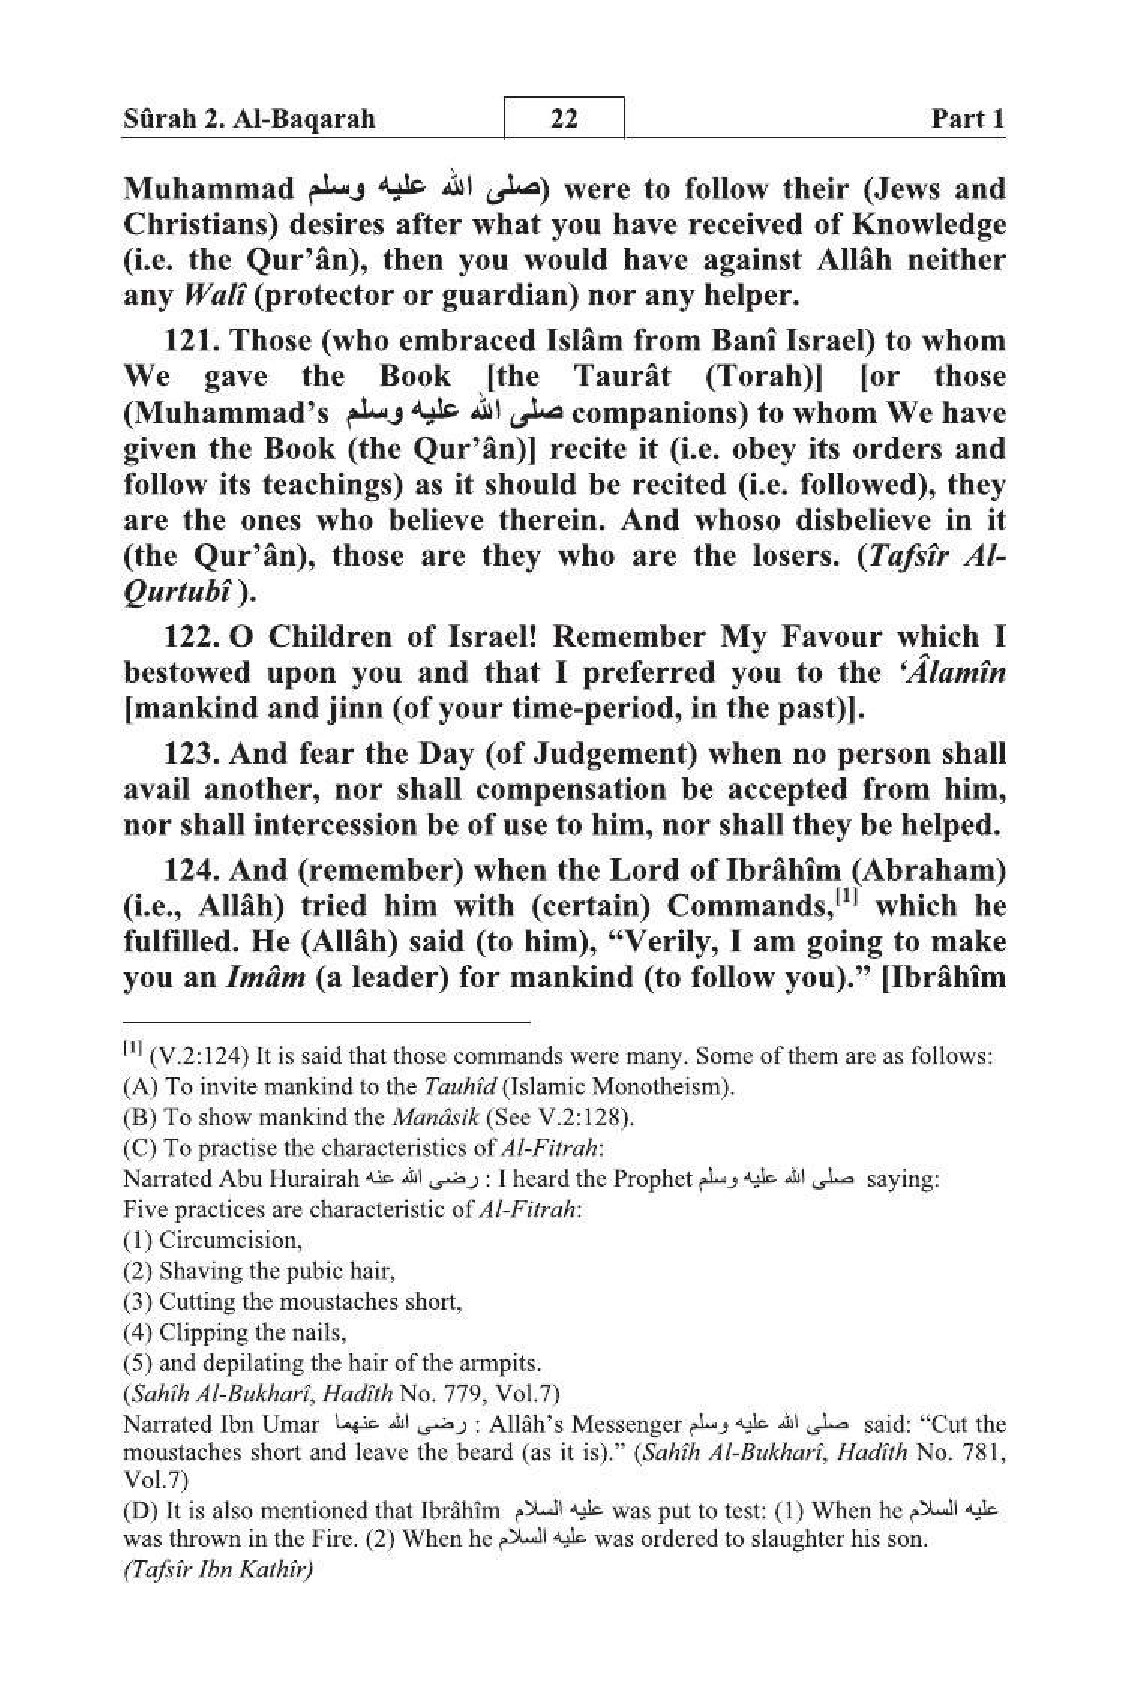 Sûrah 2. Al-Baqarah 22 Part 1
Muhammad صلى الله عليه وسلم) were to follow their (Jews and
Christians) desires after what you have received of Knowledge
(i.e. the Qur’ân), then you would have against Allâh neither
any Walî (protector or guardian) nor any helper.
121. Those (who embraced Islâm from Banî Israel) to whom
We gave the Book [the Taurât (Torah)] [or those
(Muhammad’s صلى الله عليه وسلم companions) to whom We have
given the Book (the Qur’ân)] recite it (i.e. obey its orders and
follow its teachings) as it should be recited (i.e. followed), they
are the ones who believe therein. And whoso disbelieve in it
(the Qur’ân), those are they who are the losers. (Tafsîr Al-
Qurtubî ).
122. O Children of Israel! Remember My Favour which I
bestowed upon you and that I preferred you to the ‘Âlamîn
[mankind and jinn (of your time-period, in the past)].
123. And fear the Day (of Judgement) when no person shall
avail another, nor shall compensation be accepted from him,
nor shall intercession be of use to him, nor shall they be helped.
124. And (remember) when the Lord of Ibrâhîm (Abraham)
(i.e., Allâh) tried him with (certain) Commands,[1] which he
fulfilled. He (Allâh) said (to him), “Verily, I am going to make
you an Imâm (a leader) for mankind (to follow you).” [Ibrâhîm
[1] (V.2:124) It is said that those commands were many. Some of them are as follows:
(A) To invite mankind to the Tauhîd (Islamic Monotheism).
(B) To show mankind the Manâsik (See V.2:128).
(C) To practise the characteristics of Al-Fitrah:
Narrated Abu Hurairah رضى الله عنه : I heard the Prophet صلى الله عليه وسلم saying:
Five practices are characteristic of Al-Fitrah:
(1) Circumcision,
(2) Shaving the pubic hair,
(3) Cutting the moustaches short,
(4) Clipping the nails,
(5) and depilating the hair of the armpits.
(Sahîh Al-Bukharî, Hadîth No. 779, Vol.7)
Narrated Ibn Umar رضى الله عنهما : Allâh’s Messenger صلى الله عليه وسلم said: “Cut the
moustaches short and leave the beard (as it is).” (Sahîh Al-Bukharî, Hadîth No. 781,
Vol.7)
(D) It is also mentioned that Ibrâhîm عليه السلام was put to test: (1) When he عليه السلام
was thrown in the Fire. (2) When he عليه السلام was ordered to slaughter his son.
(Tafsîr Ibn Kathîr)